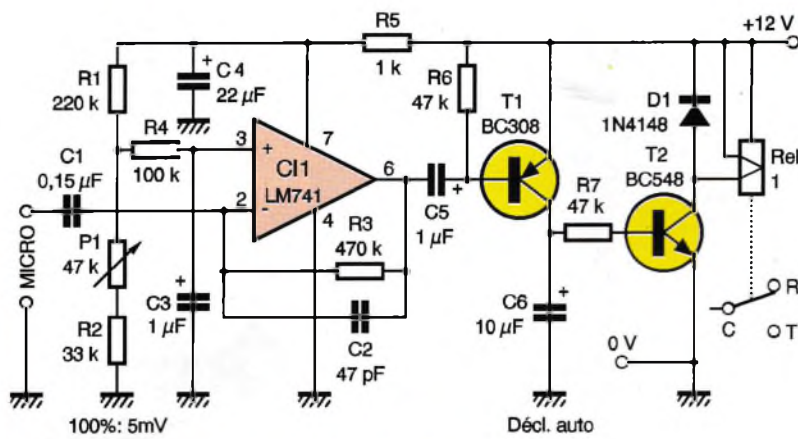 R5
1 k
+12 V
R1
220 k
C4
+
22 µF
R6
47 k
T1
BC308
D1
1N4148
R4
100 k
3
+
7
CI1
LM741
6
2
-
4
C1
0,15 µF
C5
1 µF
+
R7
47 k
T2
BC548
Rel
1
MICRO
P1
47 k
R3
470 k
C3
1 µF
+
C6
10 µF
+
R2
33 k
C2
47 pF
0 V
C
R
T
100%: 5mV
Décl. auto